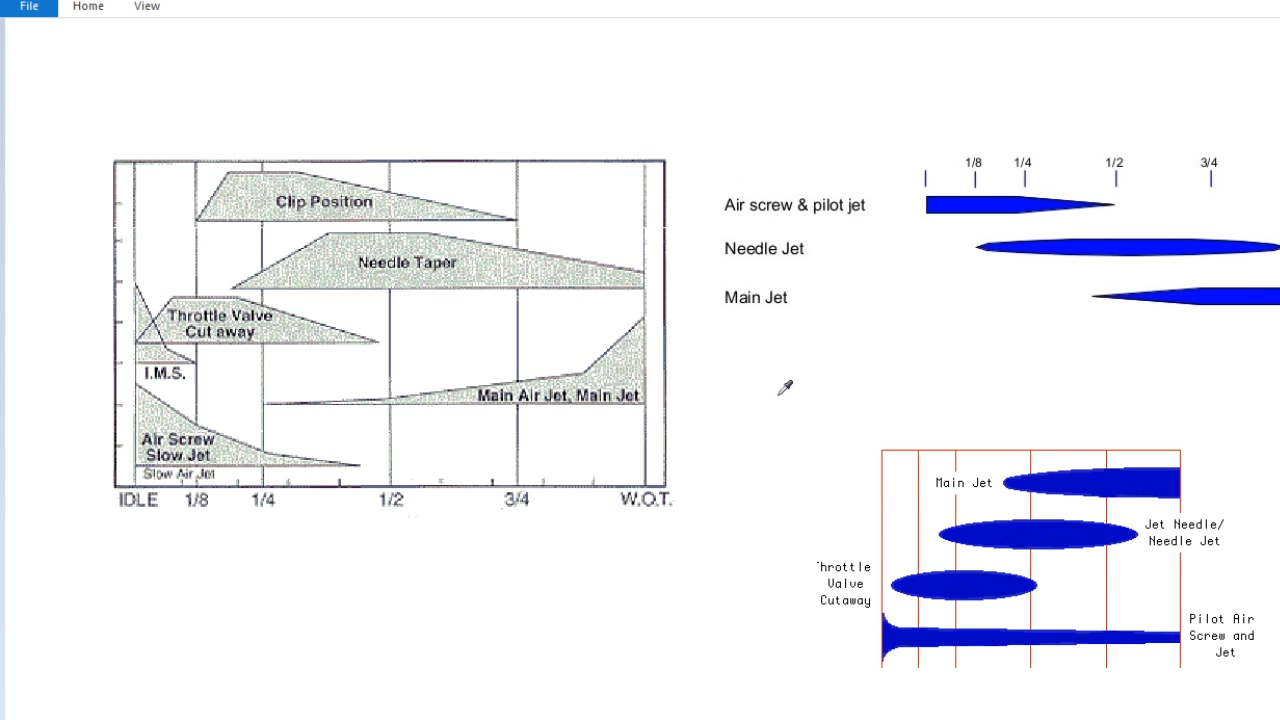 File Home View
Clip Position
Needle Taper
Throttle Valve
Cut away
I.M.S.
Main Air Jet, Main Jet
Air Screw
Slow Jet
Slow Air Jet
IDLE 1/8 1/4 1/2 3/4 W.O.T.
1/8 1/4 1/2 3/4
Air screw & pilot jet
Needle Jet
Main Jet
Main Jet
Jet Needle/
Needle Jet
hrottle
Valve
Cutaway
Pilot Air
Screw and
Jet